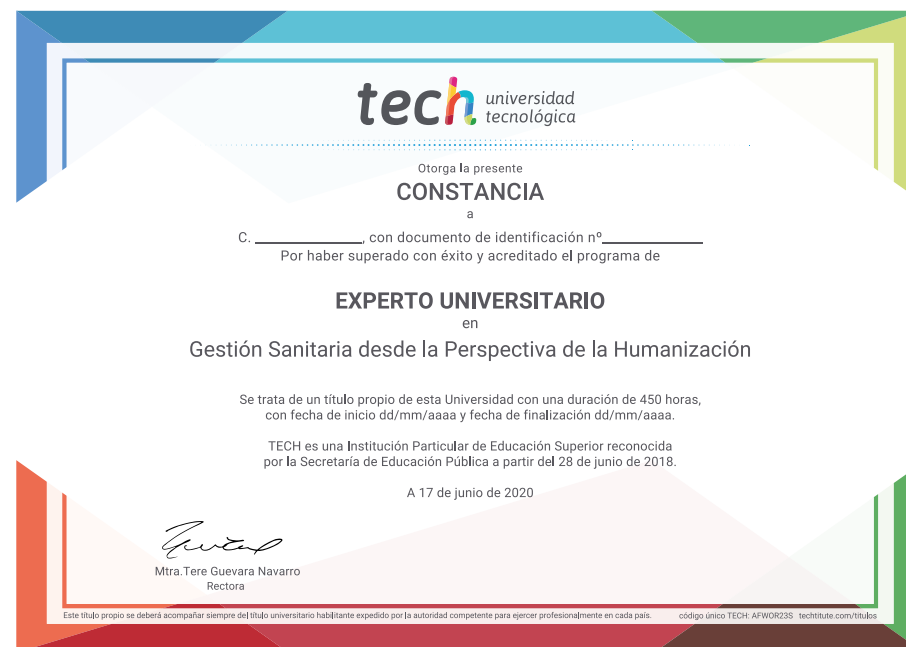 tech universidad
tecnológica
Otorga la presente
CONSTANCIA
a
C. ____________, con documento de identificación nº____________
Por haber superado con éxito y acreditado el programa de
EXPERTO UNIVERSITARIO
en
Gestión Sanitaria desde la Perspectiva de la Humanización
Se trata de un título propio de esta Universidad con una duración de 450 horas,
con fecha de inicio dd/mm/aaaa y fecha de finalización dd/mm/aaaa.
TECH es una Institución Particular de Educación Superior reconocida
por la Secretaría de Educación Pública a partir del 28 de junio de 2018.
A 17 de junio de 2020
Mtra.Tere Guevara Navarro
Rectora
Este título propio se deberá acompañar siempre del título universitario habilitante expedido por la autoridad competente para ejercer profesionalmente en cada país. código único TECH: AFWOR23S techtitute.com/títulos